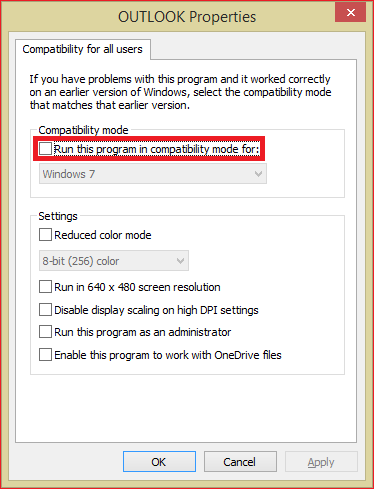 OUTLOOK Properties
Compatibility for all users
If you have problems with this program and it worked correctly
on an earlier version of Windows, select the compatibility mode
that matches that earlier version.
Compatibility mode
Run this program in compatibility mode for:
Windows 7
Settings
Reduced color mode
8-bit (256) color
Run in 640 x 480 screen resolution
Disable display scaling on high DPI settings
Run this program as an administrator
Enable this program to work with OneDrive files
OK Cancel Apply